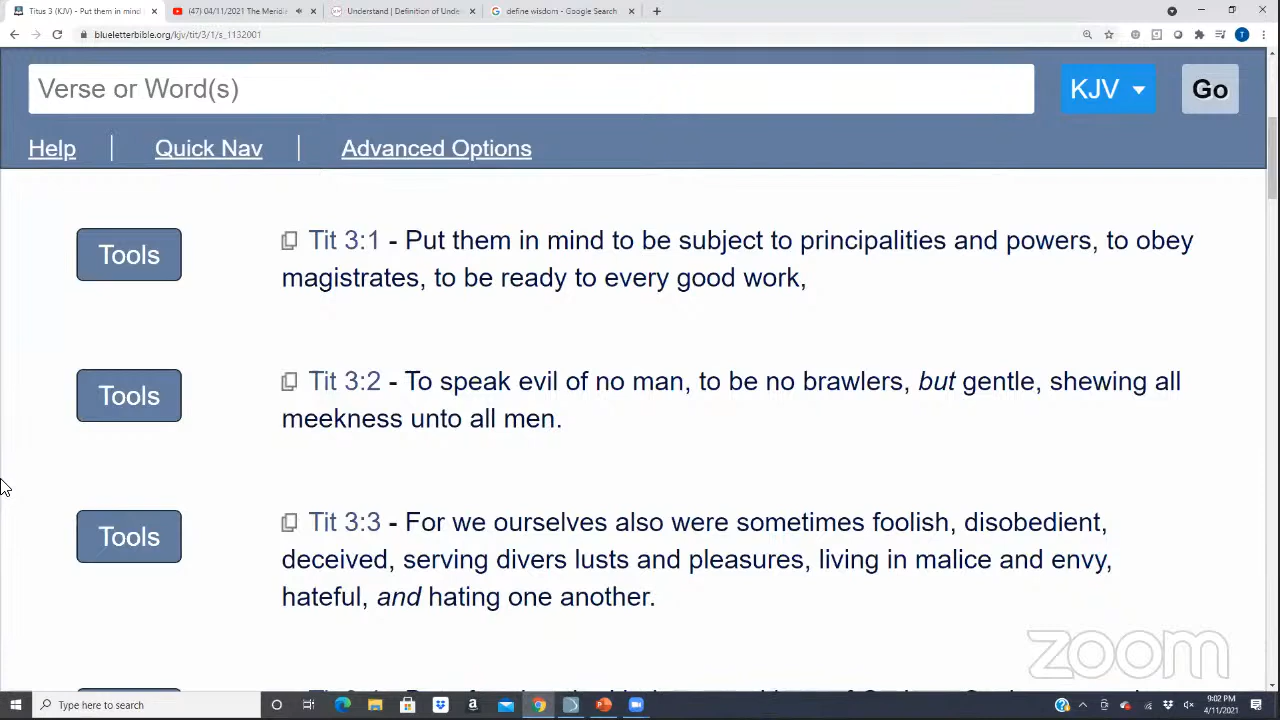 Titus 3 (KJV) - Put them in mind
(47) 04/11/2021 The Meridi
Understand | Definition of Unde
define wisdom - Google Search
blueletterbible.org/kjv/tit/3/1/s_1132001
T
Verse or Word(s)
KJV
Go
Help
Quick Nav
Advanced Options
Tools
Tit 3:1 - Put them in mind to be subject to principalities and powers, to obey
magistrates, to be ready to every good work,
Tools
Tit 3:2 - To speak evil of no man, to be no brawlers, but gentle, shewing all
meekness unto all men.
Tools
Tit 3:3 - For we ourselves also were sometimes foolish, disobedient,
deceived, serving divers lusts and pleasures, living in malice and envy,
hateful, and hating one another.
zoom
Type here to search
9:02 PM
4/11/2021